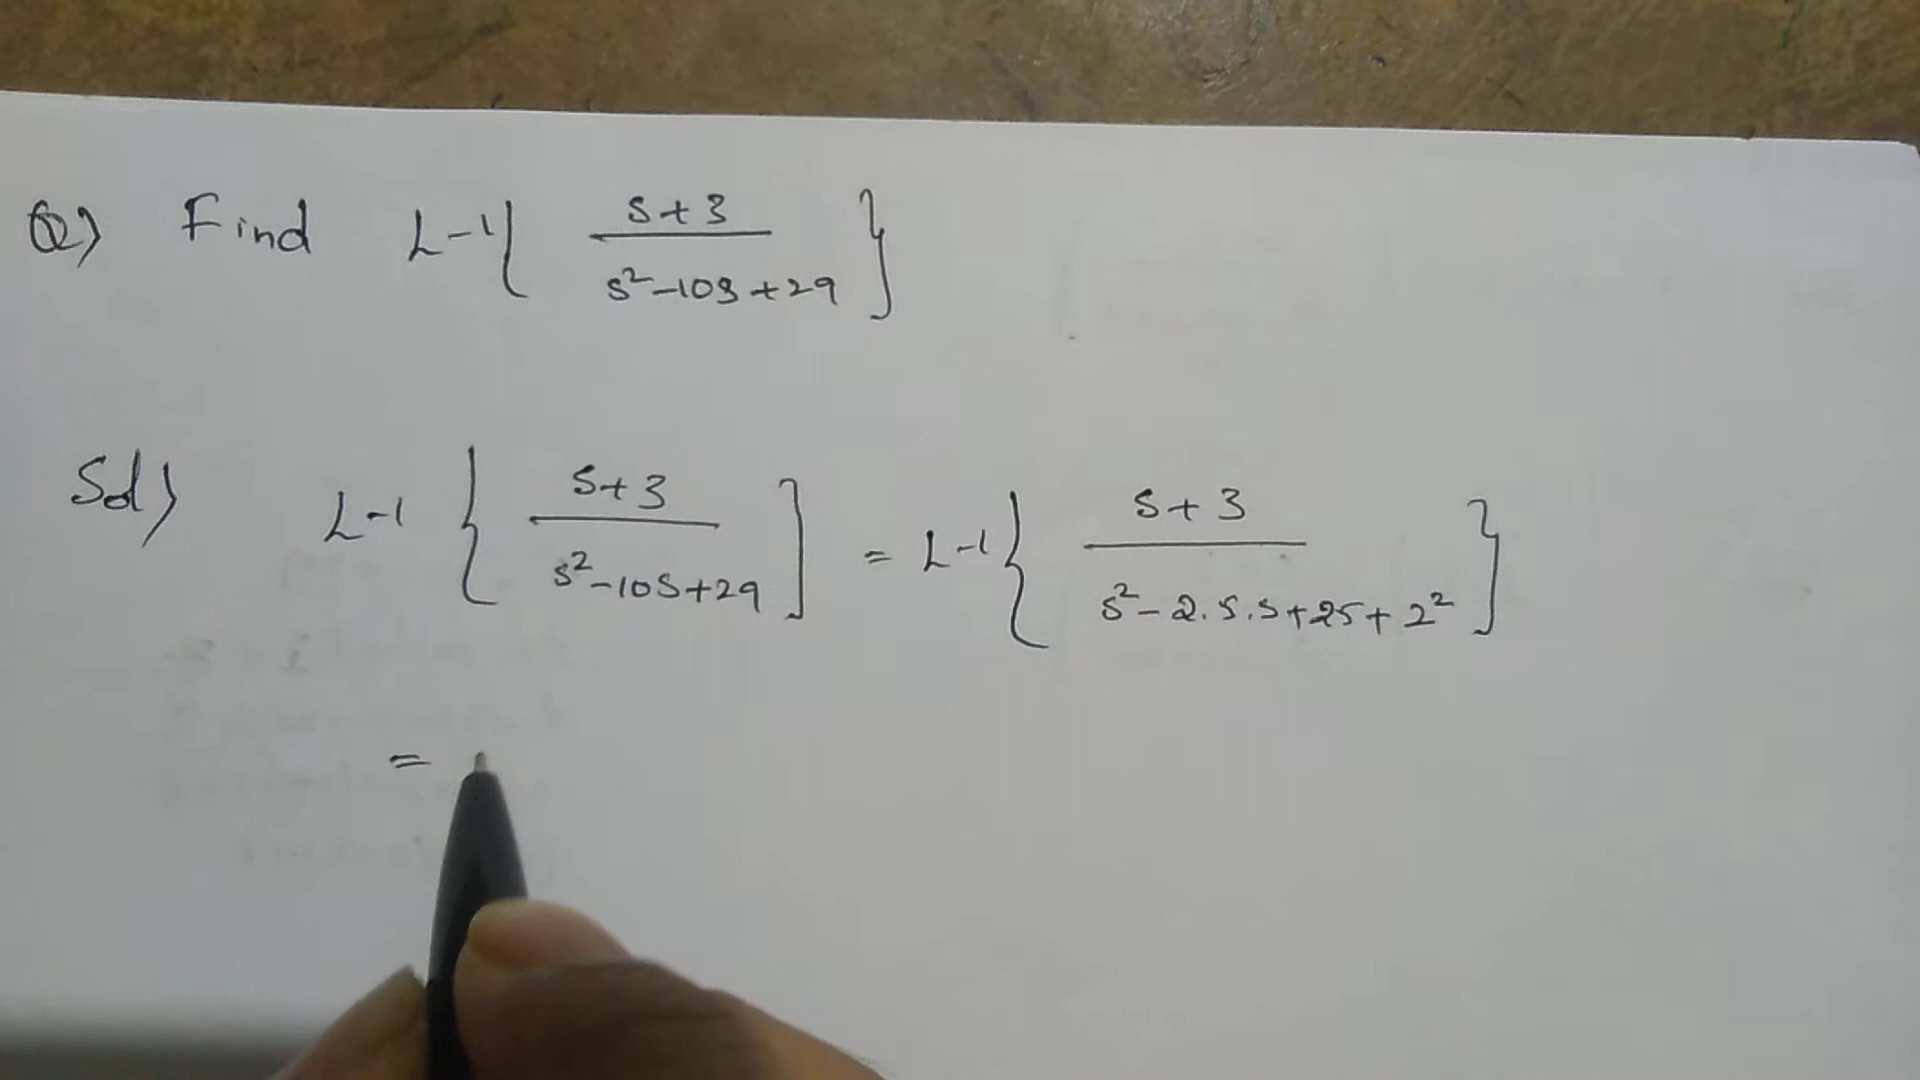 Q) Find L-1{ s+3 / s²-10s+29 }
Sol) L-1 { s+3 / s²-10s+29 } = L-1 { s+3 / s²-2.5.s+25+2² }
=